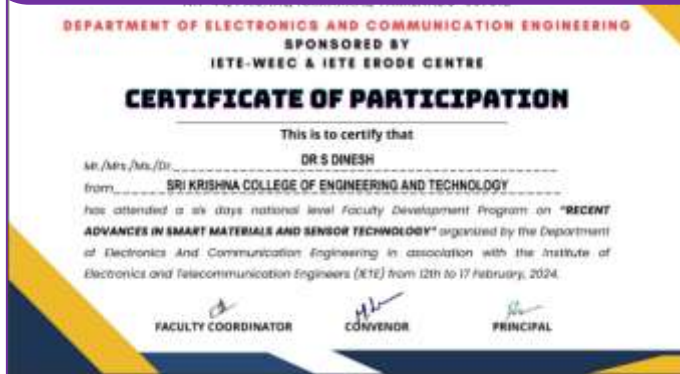 DEPARTMENT OF ELECTRONICS AND COMMUNICATION ENGINEERING
SPONSORED BY
IETE-WEEC & IETE ERODE CENTRE
CERTIFICATE OF PARTICIPATION
This is to certify that
Mr./Mrs./Ms./Dr. DR S DINESH
from SRI KRISHNA COLLEGE OF ENGINEERING AND TECHNOLOGY
has attended a six days national level Faculty Development Program on "RECENT
ADVANCES IN SMART MATERIALS AND SENSOR TECHNOLOGY" organized by the Department
of Electronics And Communication Engineering in association with the Institute of
Electronics and Telecommunication Engineers (IETE) from 12th to 17 February, 2024.
FACULTY COORDINATOR CONVENOR PRINCIPAL